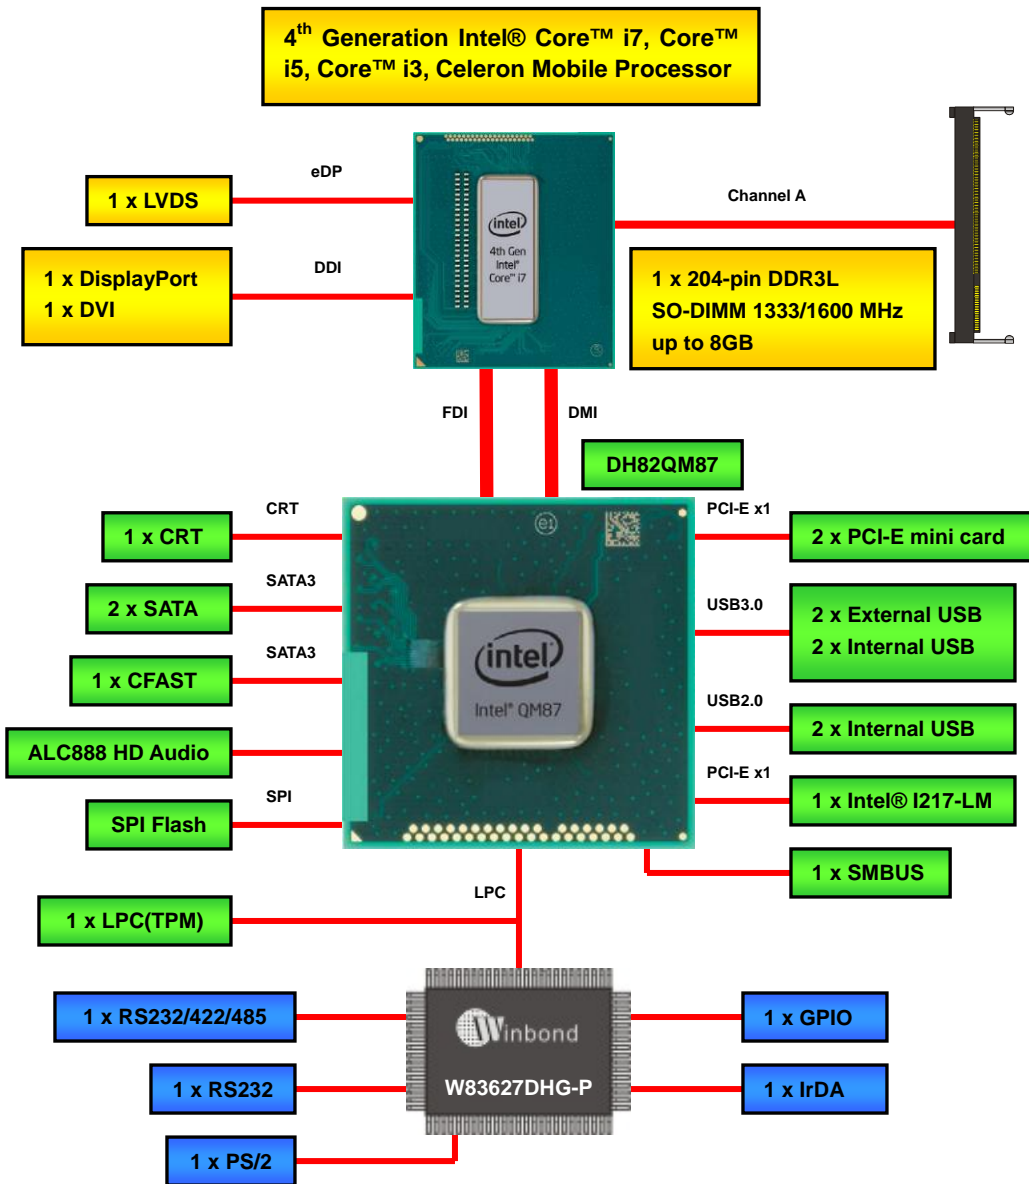 4th Generation Intel® Core™ i7, Core™
i5, Core™ i3, Celeron Mobile Processor
eDP
1 x LVDS
Channel A
intel
4th Gen
Intel®
Core™ i7
DDI
1 x DisplayPort
1 x DVI
1 x 204-pin DDR3L
SO-DIMM 1333/1600 MHz
up to 8GB
FDI
DMI
DH82QM87
CRT
PCI-E x1
1 x CRT
2 x PCI-E mini card
e1
SATA3
2 x SATA
USB3.0
2 x External USB
2 x Internal USB
SATA3
1 x CFAST
intel
Intel® QM87
USB2.0
2 x Internal USB
ALC888 HD Audio
PCI-E x1
1 x Intel® I217-LM
SPI
SPI Flash
1 x SMBUS
LPC
1 x LPC(TPM)
1 x RS232/422/485
Winbond
1 x GPIO
1 x RS232
W83627DHG-P
1 x IrDA
1 x PS/2